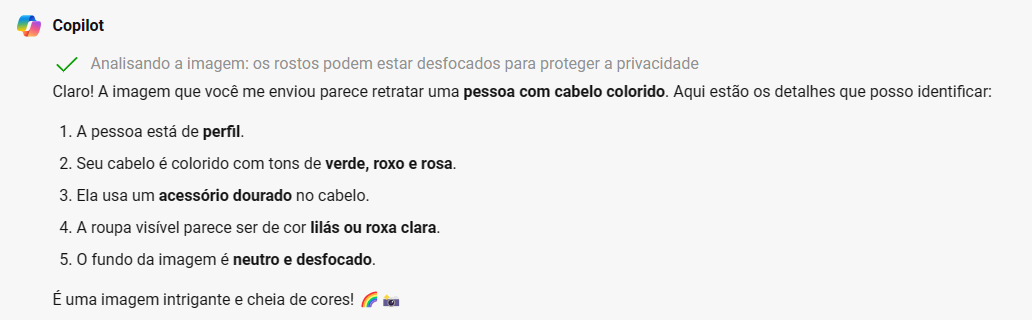 Copilot
Analisando a imagem: os rostos podem estar desfocados para proteger a privacidade
Claro! A imagem que você me enviou parece retratar uma pessoa com cabelo colorido. Aqui estão os detalhes que posso identificar:
1. A pessoa está de perfil.
2. Seu cabelo é colorido com tons de verde, roxo e rosa.
3. Ela usa um acessório dourado no cabelo.
4. A roupa visível parece ser de cor lilás ou roxa clara.
5. O fundo da imagem é neutro e desfocado.
É uma imagem intrigante e cheia de cores! 🌈 📸